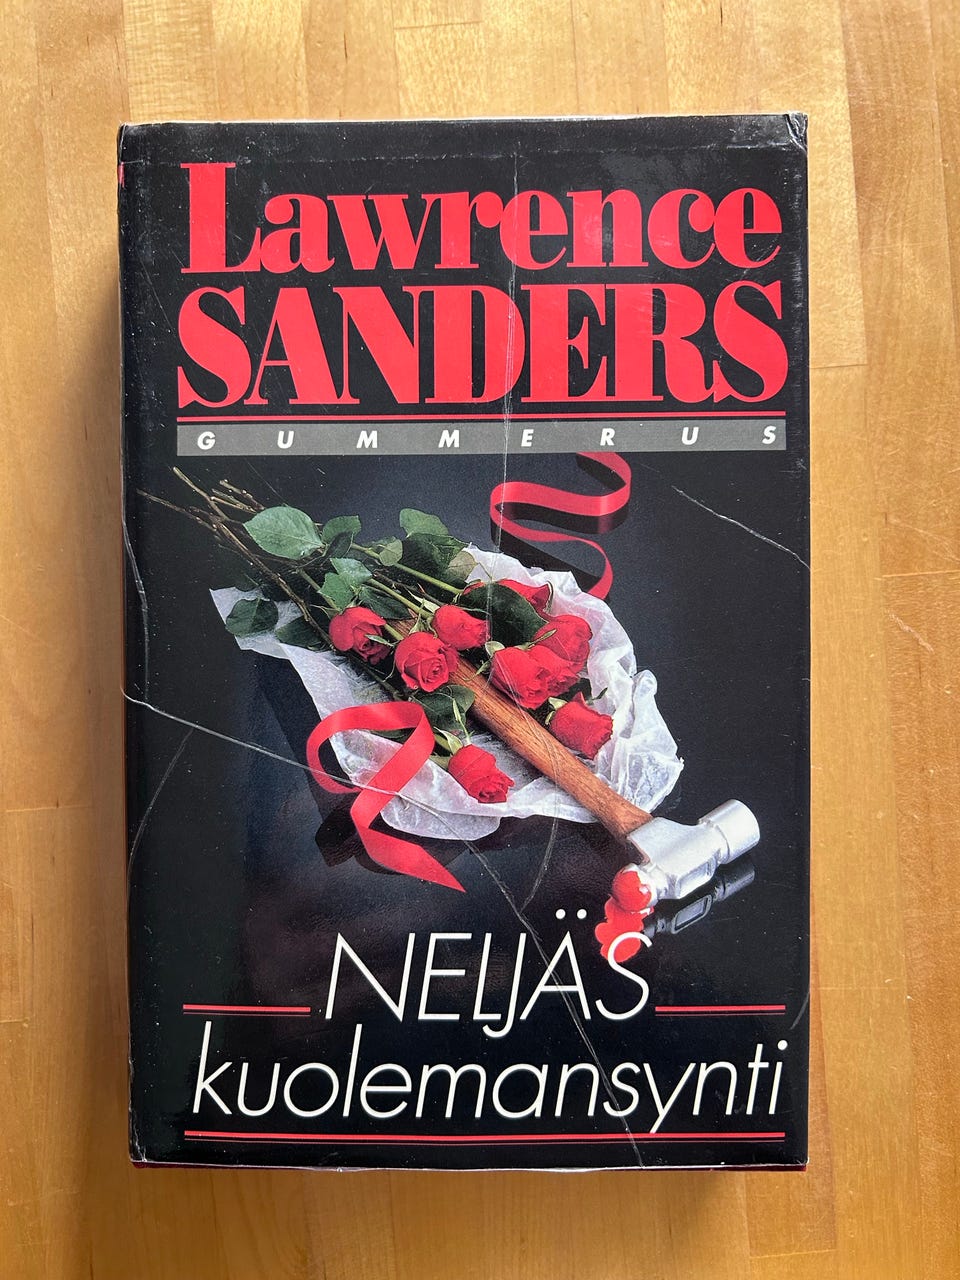 Lawrence
SANDERS
GUMMERUS
NELJÄS
kuolemansynti